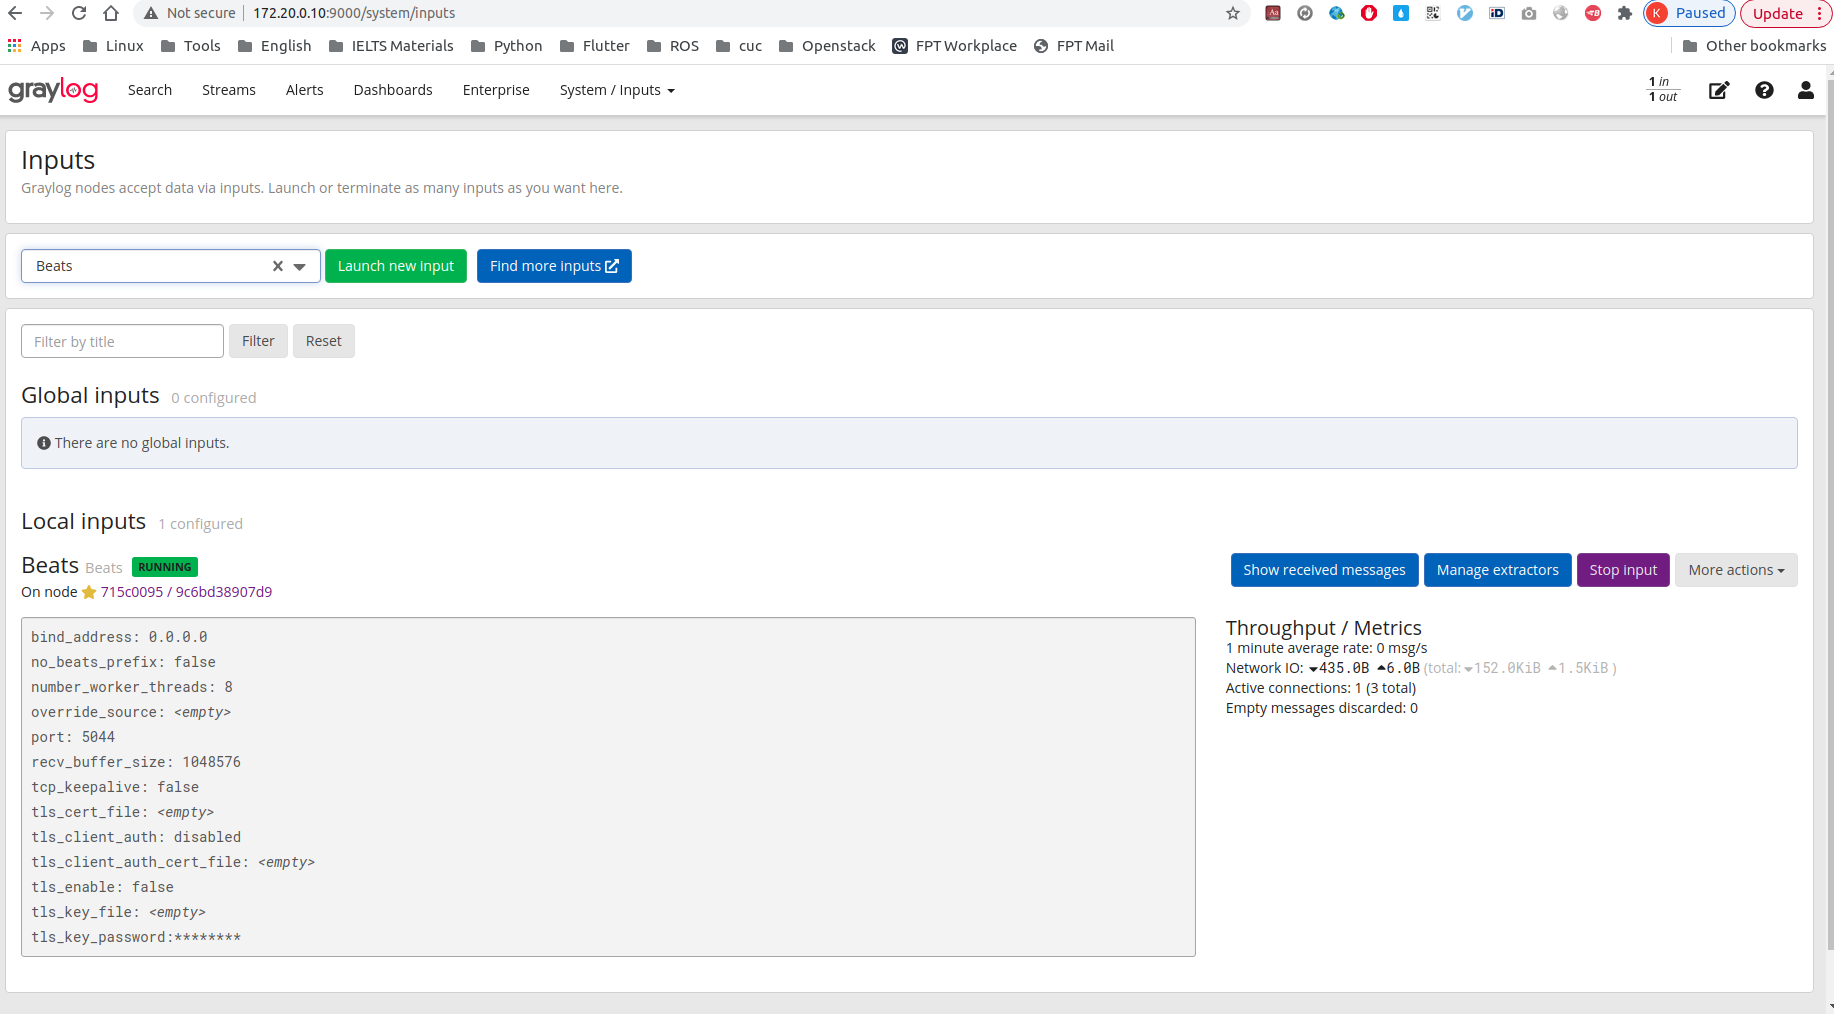 Not secure 172.20.0.10:9000/system/inputs K Paused Update
Apps Linux Tools English IELTS Materials Python Flutter ROS cuc Openstack FPT Workplace FPT Mail Other bookmarks
graylog Search Streams Alerts Dashboards Enterprise System / Inputs
1 in
1 out
Inputs
Graylog nodes accept data via inputs. Launch or terminate as many inputs as you want here.
Beats Launch new input Find more inputs
Filter by title Filter Reset
Global inputs 0 configured
There are no global inputs.
Local inputs 1 configured
Beats Beats RUNNING
On node 715c0095 / 9c6bd38907d9
Show received messages Manage extractors Stop input More actions
bind_address: 0.0.0.0
no_beats_prefix: false
number_worker_threads: 8
override_source: <empty>
port: 5044
recv_buffer_size: 1048576
tcp_keepalive: false
tls_cert_file: <empty>
tls_client_auth: disabled
tls_client_auth_cert_file: <empty>
tls_enable: false
tls_key_file: <empty>
tls_key_password:********
Throughput / Metrics
1 minute average rate: 0 msg/s
Network IO: 435.0B 6.0B (total: 152.0KiB 1.5KiB )
Active connections: 1 (3 total)
Empty messages discarded: 0